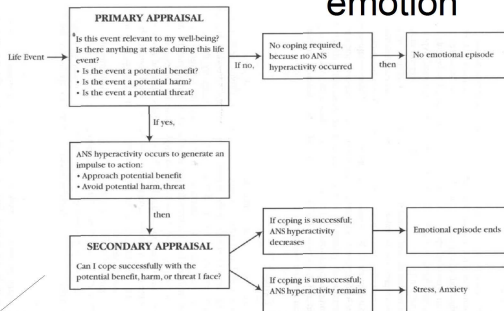 emotion
PRIMARY APPRAISAL
Is this event relevant to my well-being?
Is there anything at stake during this life
event?
• Is the event a potential benefit?
• Is the event a potential harm?
• Is the event a potential threat?
Life Event
If no,
No coping required,
because no ANS
hyperactivity occurred
then
No emotional episode
If yes,
ANS hyperactivity occurs to generate an
impulse to action:
• Approach potential benefit
• Avoid potential harm, threat
then
SECONDARY APPRAISAL
Can I cope successfully with the
potential benefit, harm, or threat I face?
If coping is successful;
ANS hyperactivity
decreases
Emotional episode ends
If coping is unsuccessful;
ANS hyperactivity remains
Stress, Anxiety